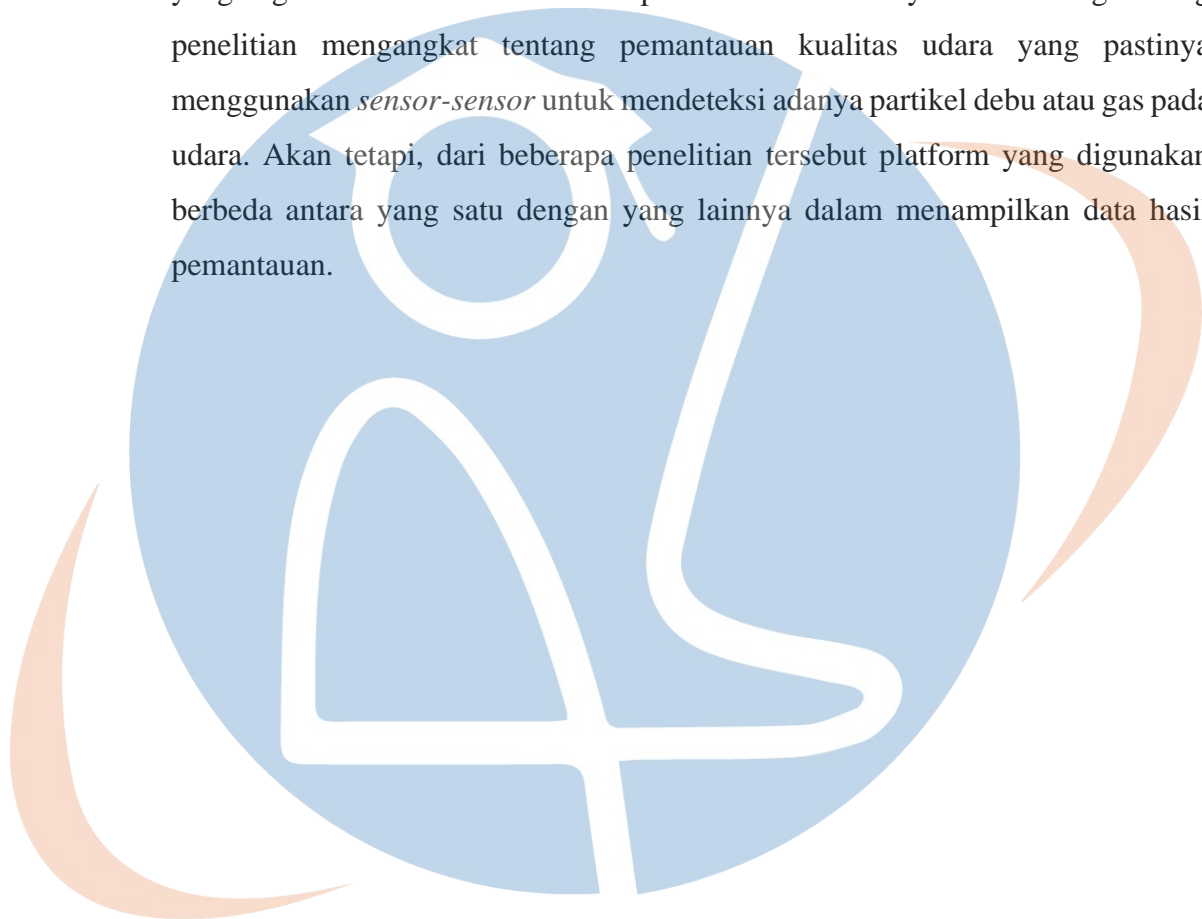 penelitian mengangkat tentang pemantauan kualitas udara yang pastinya
menggunakan sensor-sensor untuk mendeteksi adanya partikel debu atau gas pada
udara. Akan tetapi, dari beberapa penelitian tersebut platform yang digunakan
berbeda antara yang satu dengan yang lainnya dalam menampilkan data hasil
pemantauan.